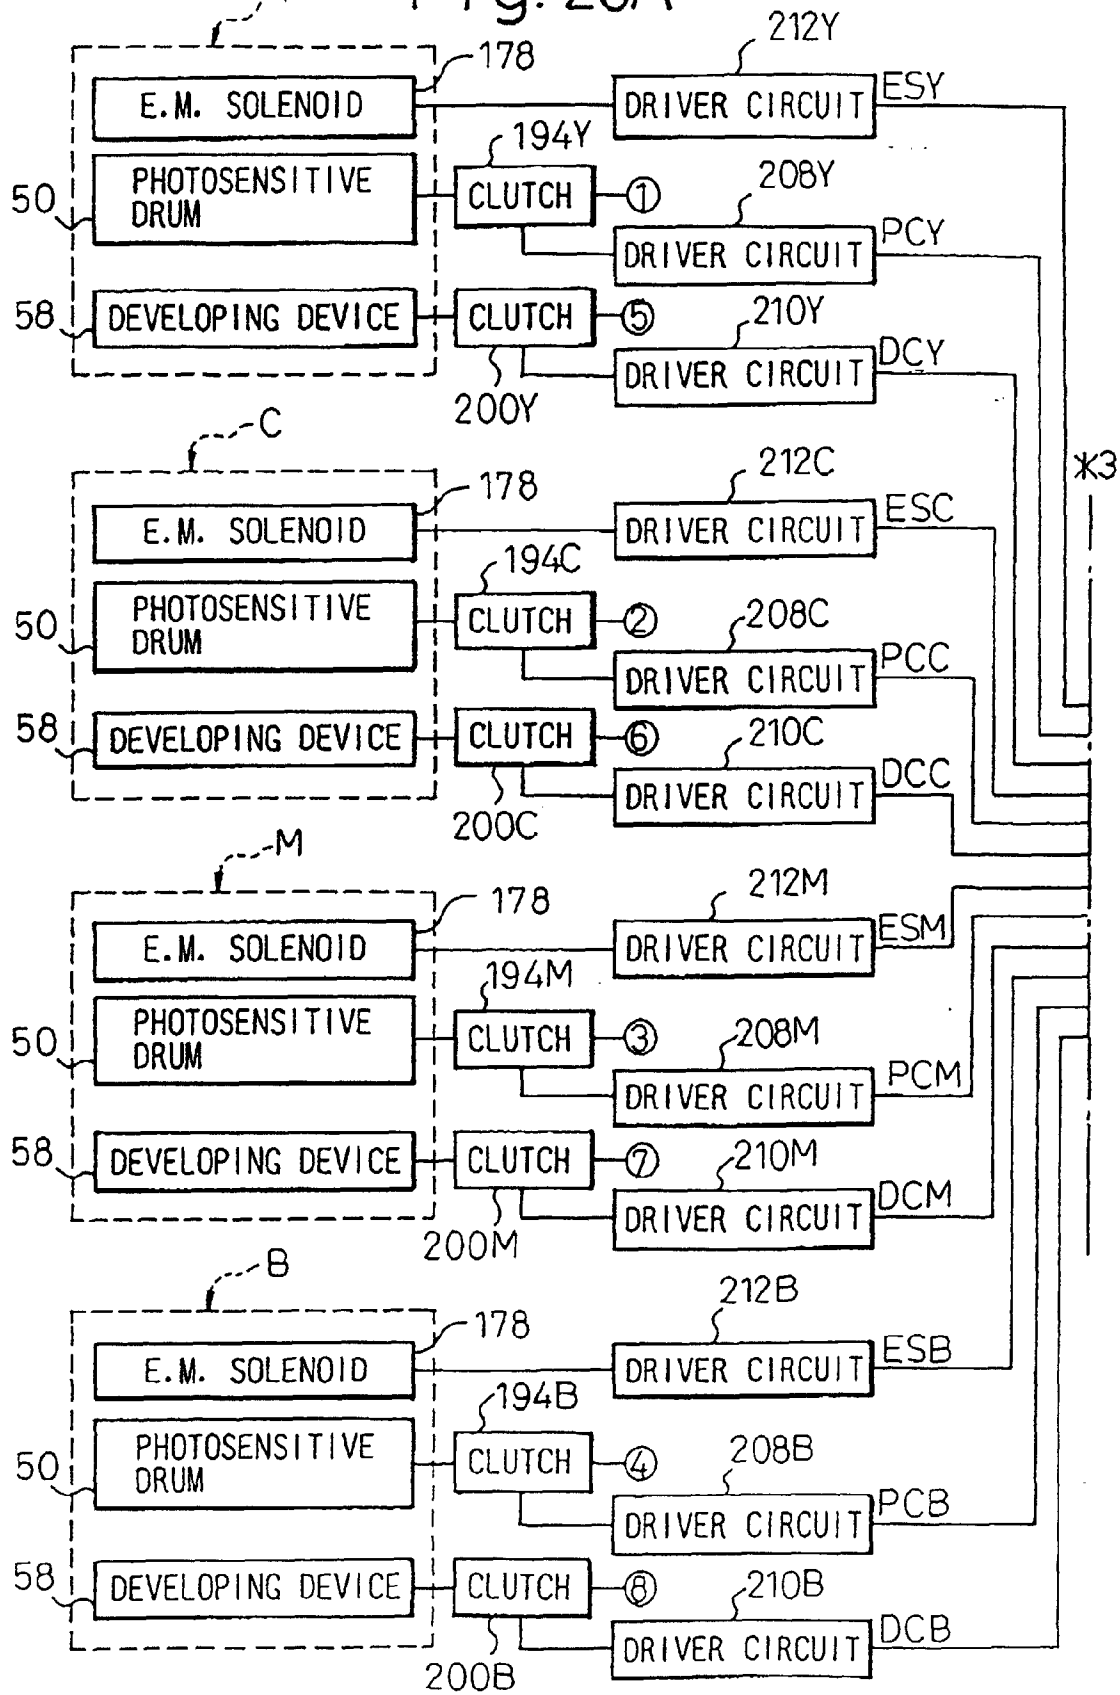 212Y
178
E.M. SOLENOID
DRIVER CIRCUIT
ESY
194Y
50
PHOTOSENSITIVE
DRUM
CLUTCH
①
208Y
DRIVER CIRCUIT
PCY
58
DEVELOPING DEVICE
CLUTCH
⑤
210Y
DRIVER CIRCUIT
DCY
200Y
C
*3
212C
178
E.M. SOLENOID
DRIVER CIRCUIT
ESC
194C
50
PHOTOSENSITIVE
DRUM
CLUTCH
②
208C
DRIVER CIRCUIT
PCC
58
DEVELOPING DEVICE
CLUTCH
⑥
210C
DRIVER CIRCUIT
DCC
200C
M
212M
178
E.M. SOLENOID
DRIVER CIRCUIT
ESM
194M
50
PHOTOSENSITIVE
DRUM
CLUTCH
③
208M
DRIVER CIRCUIT
PCM
58
DEVELOPING DEVICE
CLUTCH
⑦
210M
DRIVER CIRCUIT
DCM
200M
B
212B
178
E.M. SOLENOID
DRIVER CIRCUIT
ESB
194B
50
PHOTOSENSITIVE
DRUM
CLUTCH
④
208B
DRIVER CIRCUIT
PCB
58
DEVELOPING DEVICE
CLUTCH
⑧
210B
DRIVER CIRCUIT
DCB
200B